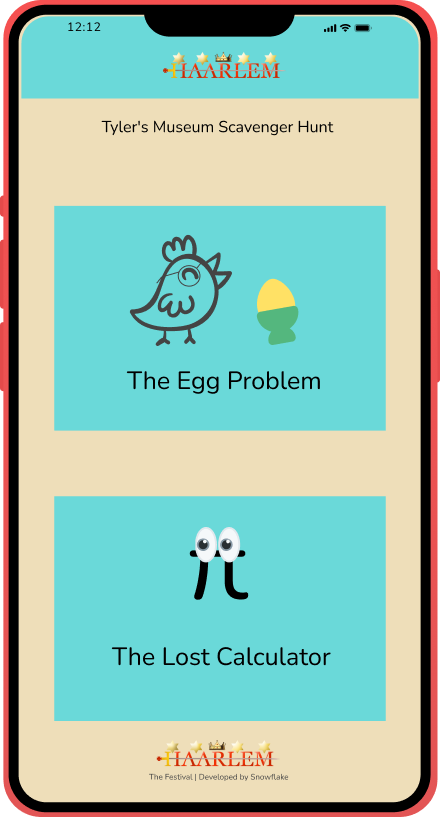 12:12
HAARLEM
Tyler's Museum Scavenger Hunt
The Egg Problem
π
The Lost Calculator
HAARLEM
The Festival | Developed by Snowflake